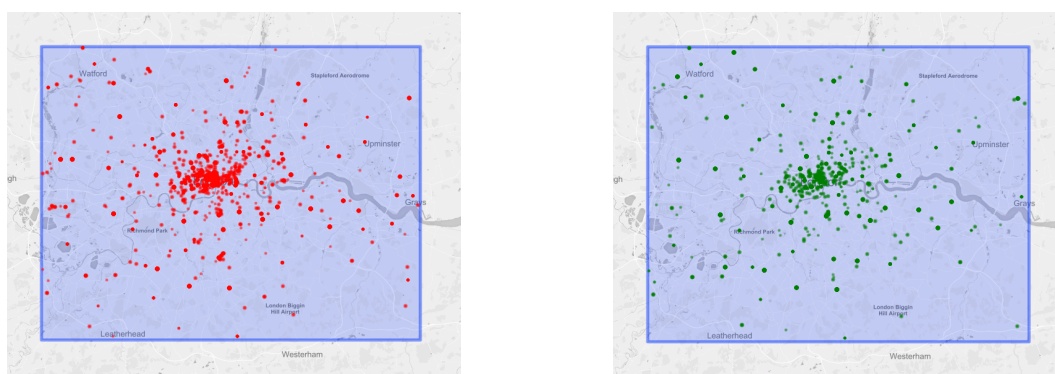 Watford
Stapleford Aerodrome
Upminster
gh
Grays
Richmond Park
London Biggin
Hill Airport
Leatherhead
Westerham
Watford
Stapleford Aerodrome
Upminster
gh
Grays
Richmond Park
London Biggin
Hill Airport
Leatherhead
Westerham